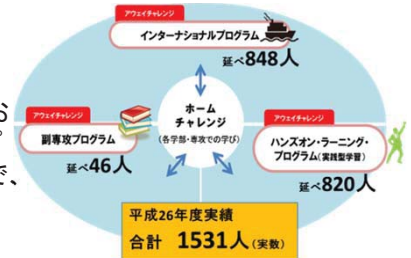 アウェイチャレンジ
インターナショナルプログラム
延べ848人
アウェイチャレンジ
副専攻プログラム
延べ46人
ホーム
チャレンジ
(各学部・専攻での学び)
アウェイチャレンジ
ハンズオン・ラーニング・
プログラム(実践型学習)
延べ820人
平成26年度実績
合計 1531人(実数)